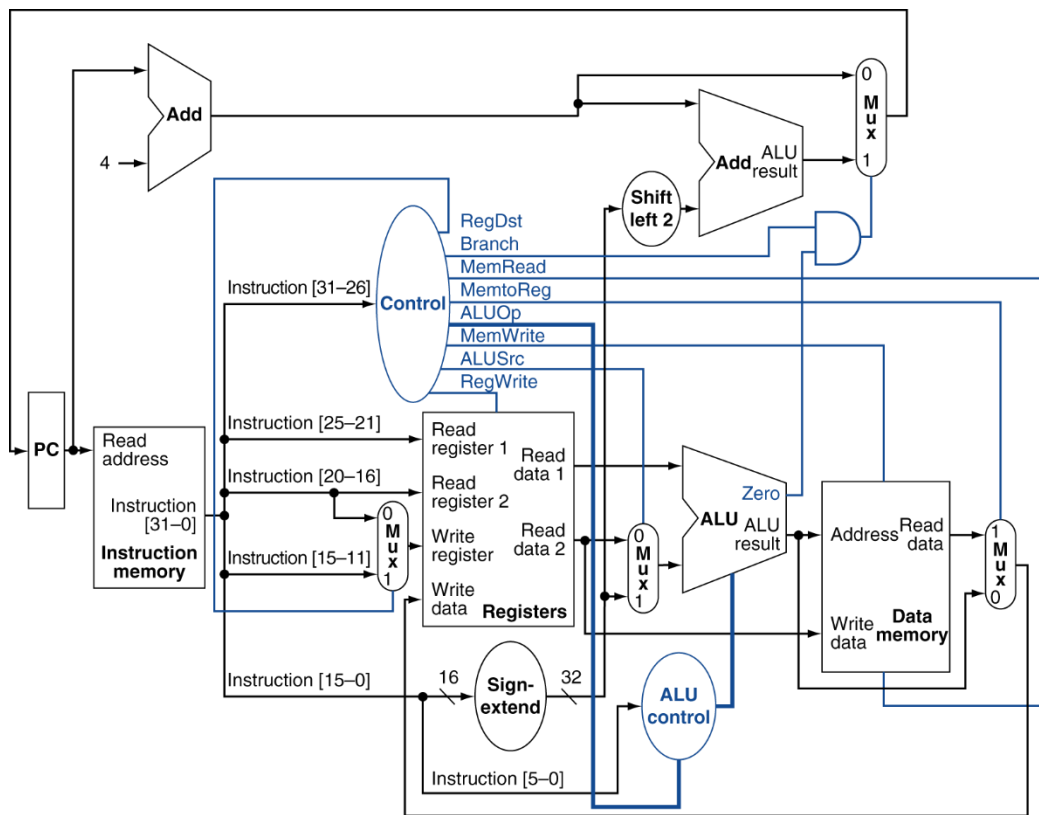 Add
4
0
M
u
x
1
Add
ALU
result
Shift
left 2
RegDst
Branch
MemRead
MemtoReg
ALUOp
MemWrite
ALUSrc
RegWrite
Control
Instruction [31–26]
Instruction [25–21]
Instruction [20–16]
Instruction [15–11]
Instruction [15–0]
Instruction [5–0]
PC
Read
address
Instruction
[31–0]
Instruction
memory
0
M
u
x
1
Read
register 1
Read
register 2
Write
register
Write
data
Read
data 1
Read
data 2
Registers
16
Sign-
extend
32
0
M
u
x
1
Zero
ALU
ALU
result
ALU
control
Address
Read
data
Write
data
Data
memory
1
M
u
x
0